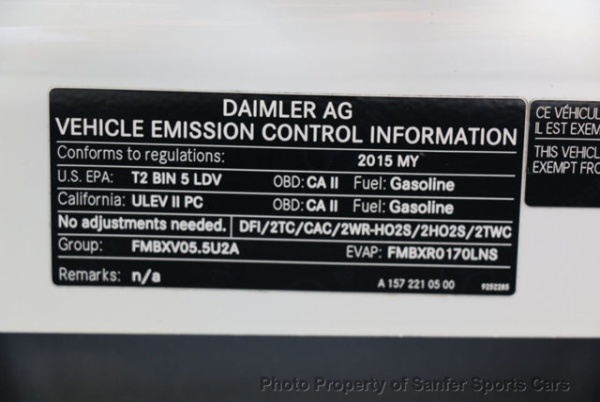 DAIMLER AG
VEHICLE EMISSION CONTROL INFORMATION
Conforms to regulations: 2015 MY
U.S. EPA: T2 BIN 5 LDV OBD: CA II Fuel: Gasoline
California: ULEV II PC OBD: CA II Fuel: Gasoline
No adjustments needed. DFI/2TC/CAC/2WR-HO2S/2HO2S/2TWC
Group: FMBXV05.5U2A EVAP: FMBXR0170LNS
Remarks: n/a A 157 221 05 00 9252285
CE VÉHICUL
IL EST EXEM
THIS VEHICL
EXEMPT FRO
Photo Property of Sanfer Sports Cars